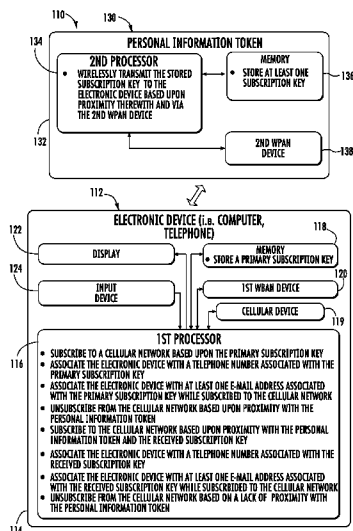 110
130
PERSONAL INFORMATION TOKEN
134
2ND PROCESSOR
• WIRELESSLY TRANSMIT THE STORED
SUBSCRIPTION KEY TO THE
ELECTRONIC DEVICE BASED UPON
PROXIMITY THEREWITH AND VIA
THE 2ND WPAN DEVICE
MEMORY
• STORE AT LEAST ONE
SUBSCRIPTION KEY
136
132
2ND WPAN
DEVICE
138
112
ELECTRONIC DEVICE (i.e. COMPUTER,
TELEPHONE)
118
122
DISPLAY
MEMORY
• STORE A PRIMARY SUBSCRIPTION KEY
120
124
INPUT
DEVICE
1ST WBAN DEVICE
CELLULAR DEVICE
119
116
1ST PROCESSOR
• SUBSCRIBE TO A CELLULAR NETWORK BASED UPON THE PRIMARY SUBSCRIPTION KEY
• ASSOCIATE THE ELECTRONIC DEVICE WITH A TELEPHONE NUMBER ASSOCIATED WITH THE
PRIMARY SUBSCRIPTION KEY
• ASSOCIATE THE ELECTRONIC DEVICE WITH AT LEAST ONE E-MAIL ADDRESS ASSOCIATED
WITH THE PRIMARY KEY WHILE SUBSCRIBED TO THE CELLULAR NETWORK
• UNSUBSCRIBE FROM THE CELLULAR NETWORK BASED UPON PROXIMITY WITH THE
PERSONAL INFORMATION TOKEN
• SUBSCRIBE TO THE CELLULAR NETWORK BASED UPON PROXIMITY WITH THE PERSONAL
INFORMATION TOKEN AND THE RECEIVED SUBSCRIPTION KEY
• ASSOCIATE THE ELECTRONIC DEVICE WITH A TELEPHONE NUMBER ASSOCIATED WITH THE
RECEIVED SUBSCRIPTION KEY
• ASSOCIATE THE ELECTRONIC DEVICE WITH AT LEAST ONE E-MAIL ADDRESS ASSOCIATED
WITH THE RECEIVED SUBSCRIPTION KEY WHILE SUBSCRBIDED TO THE CELLULAR NETWORK
• UNSUBSCRIBE FROM THE CELLULAR NETWORK BASED ON A LACK OF PROXIMITY WITH
THE PERSONAL INFORMATION TOKEN
114